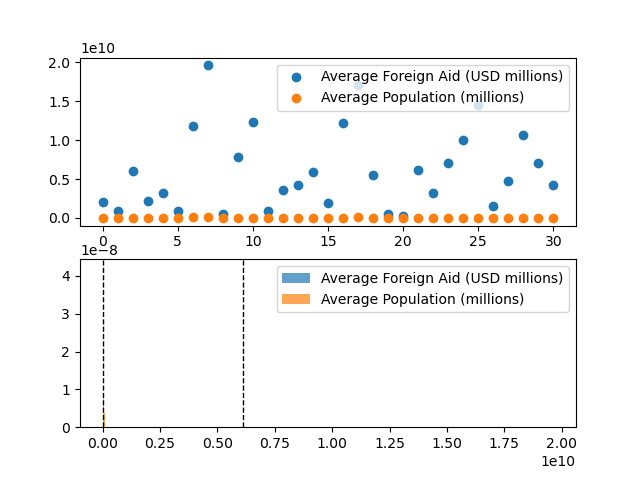 1e10
2.0
1.5
1.0
0.5
0.0
Average Foreign Aid (USD millions)
Average Population (millions)
0 5 10 15 20 25 30
1e−8
4
3
2
1
0
Average Foreign Aid (USD millions)
Average Population (millions)
0.00 0.25 0.50 0.75 1.00 1.25 1.50 1.75 2.00
1e10